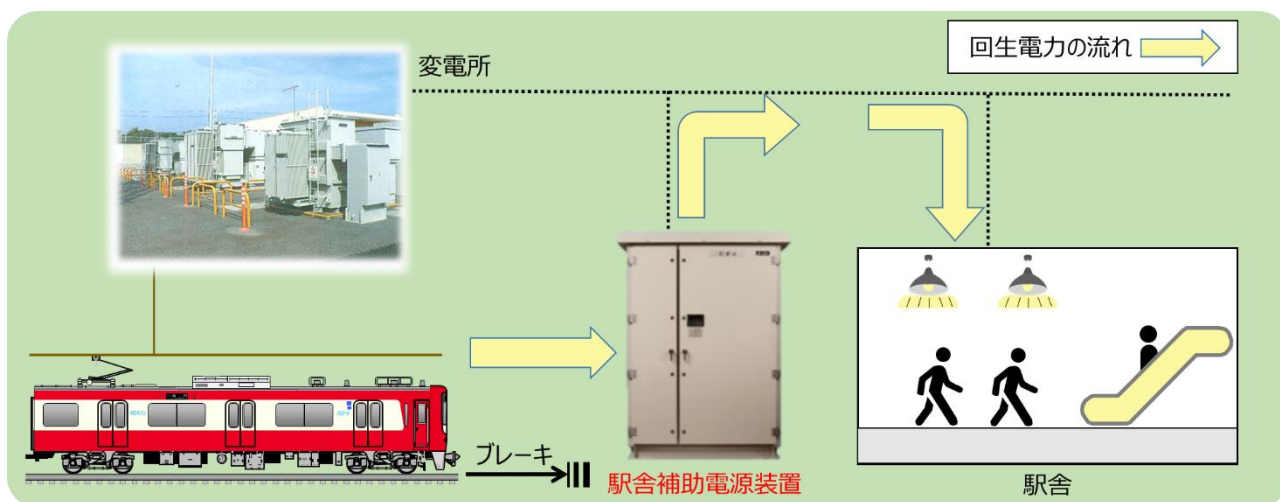 変電所
回生電力の流れ
ブレーキ
駅舎補助電源装置
駅舎